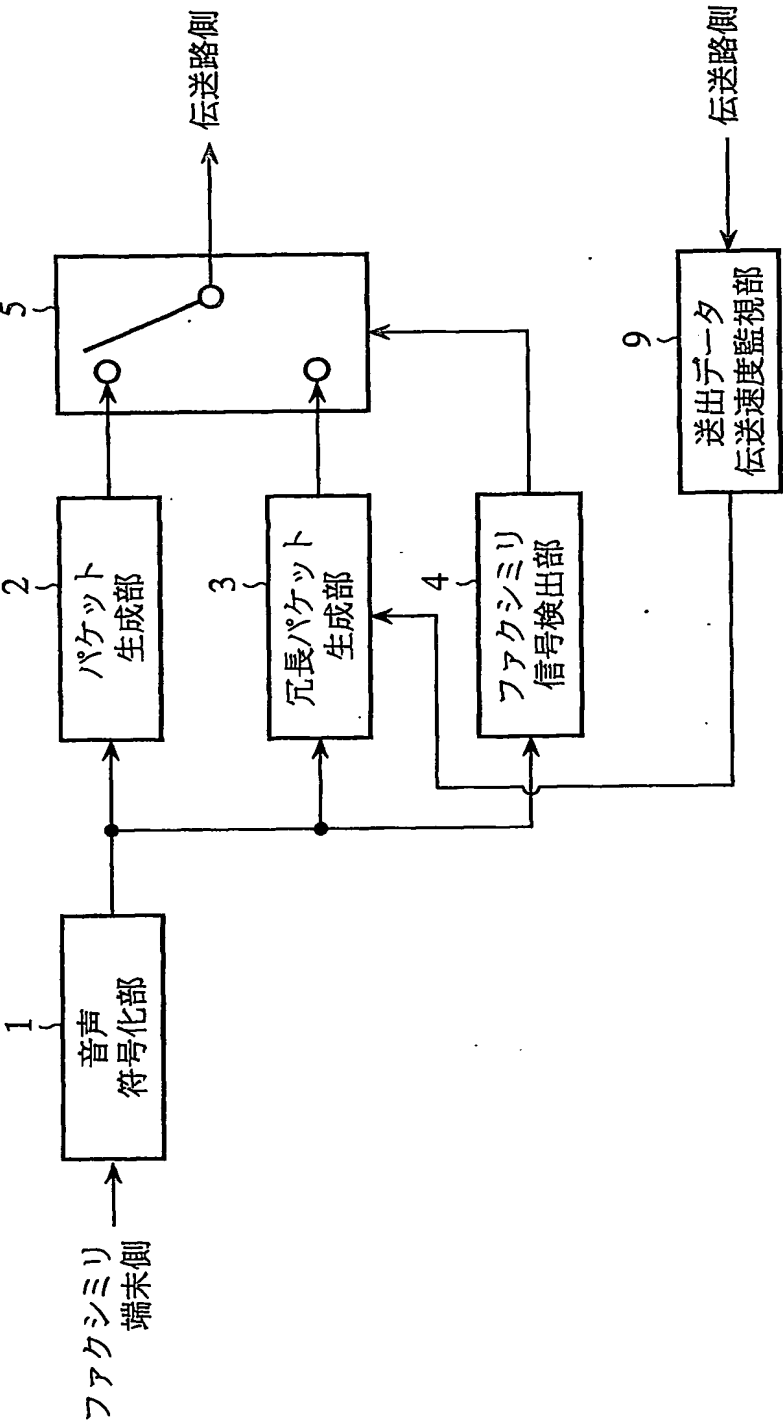 ファクシミリ
端末側
1
音声
符号化部
2
パケット
生成部
3
冗長パケット
生成部
4
ファクシミリ
信号検出部
5
伝送路側
9
送出データ
伝送速度監視部
伝送路側